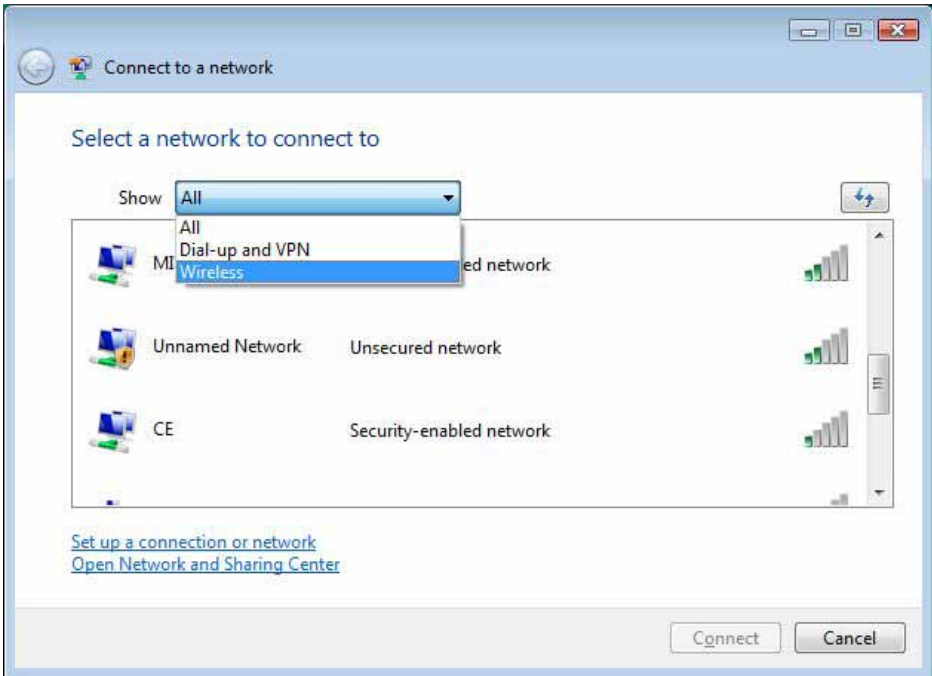 Connect to a network
Select a network to connect to
Show All
All
Dial-up and VPN
Wireless
MI ed network
Unnamed Network Unsecured network
CE Security-enabled network
Set up a connection or network
Open Network and Sharing Center
Connect Cancel